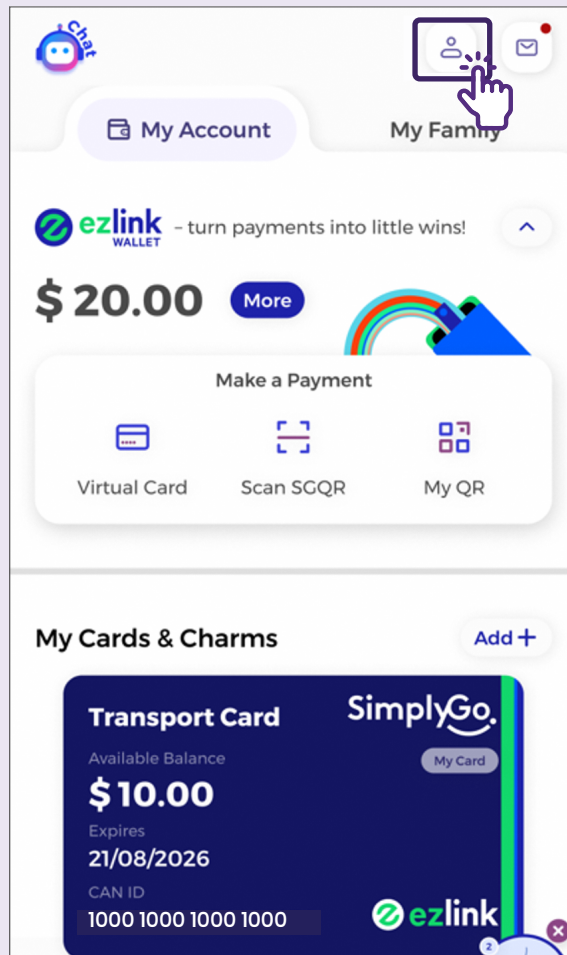 Chat
My Account
My Family
ezlink
WALLET
– turn payments into little wins!
$ 20.00
More
Make a Payment
Virtual Card
Scan SGQR
My QR
My Cards & Charms
Add +
Transport Card
SimplyGo.
Available Balance
My Card
$ 10.00
Expires
21/08/2026
CAN ID
1000 1000 1000 1000
ezlink
2